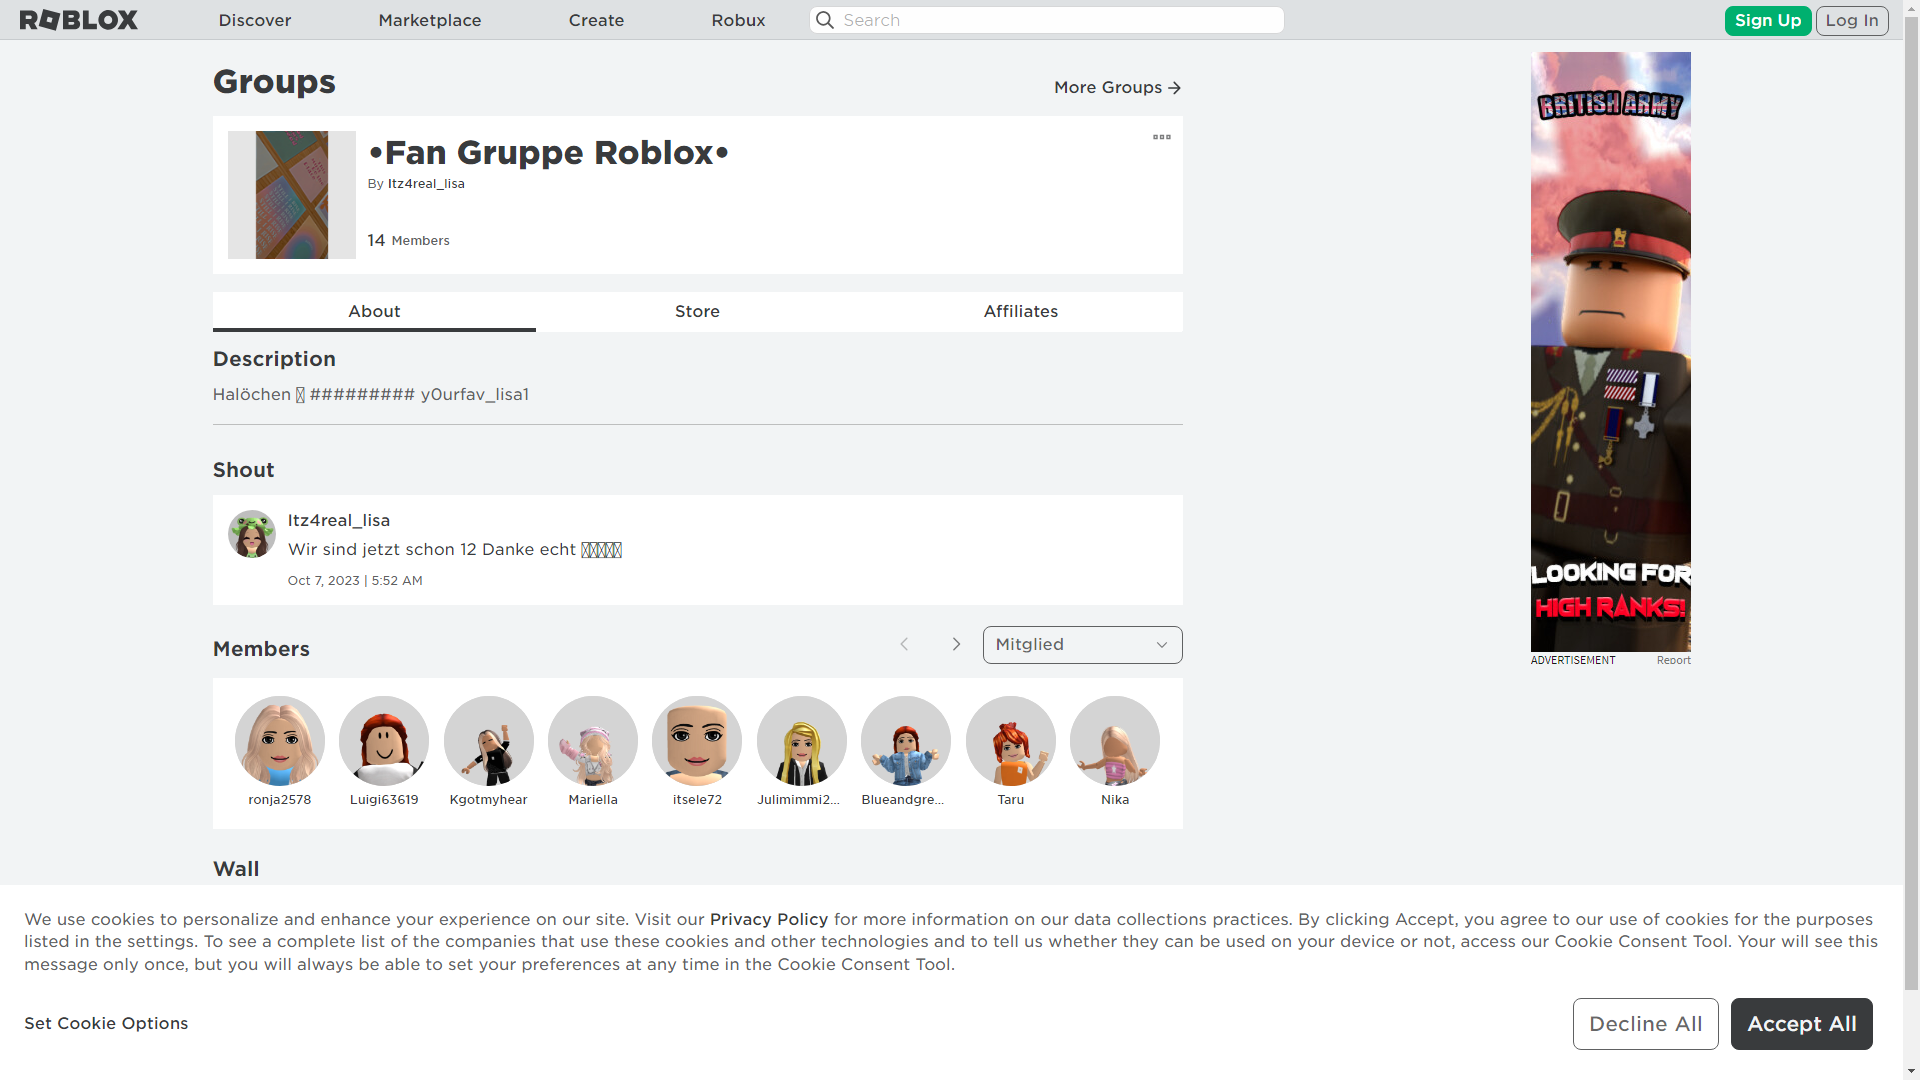 ROBLOX
Discover
Marketplace
Create
Robux
Search
Sign Up
Log In
Groups
More Groups
•Fan Gruppe Roblox•
By Itz4real_lisa
14 Members
About
Store
Affiliates
Description
Halöchen ######### y0urfav_lisa1
Shout
Itz4real_lisa
Wir sind jetzt schon 12 Danke echt
Oct 7, 2023 | 5:52 AM
Members
Mitglied
ronja2578
Luigi63619
Kgotmyhear
Mariella
itsele72
Julimimmi2...
Blueandgre...
Taru
Nika
Wall
BRITISH ARMY
LOOKING FOR
HIGH RANKS!
ADVERTISEMENT
Report
We use cookies to personalize and enhance your experience on our site. Visit our Privacy Policy for more information on our data collections practices. By clicking Accept, you agree to our use of cookies for the purposes
listed in the settings. To see a complete list of the companies that use these cookies and other technologies and to tell us whether they can be used on your device or not, access our Cookie Consent Tool. Your will see this
message only once, but you will always be able to set your preferences at any time in the Cookie Consent Tool.
Set Cookie Options
Decline All
Accept All